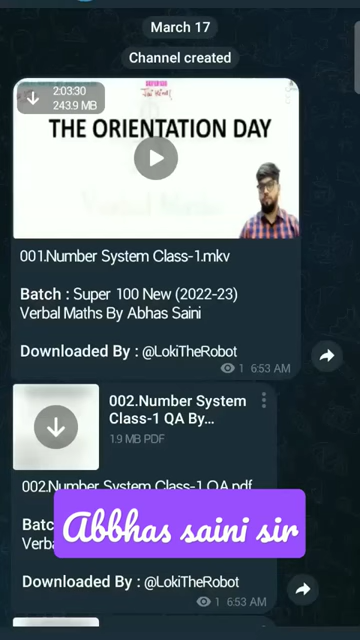 March 17
Channel created
2:03:30
243.9 MB
THE ORIENTATION DAY
001.Number System Class-1.mkv
Batch : Super 100 New (2022-23)
Verbal Maths By Abhas Saini
Downloaded By : @LokiTheRobot
1 6:53 AM
002.Number System
Class-1 QA By...
1.9 MB PDF
002.Number System Class-1 QA.pdf
Batc
Verba
Abbhas saini sir
Downloaded By : @LokiTheRobot
1 6:53 AM